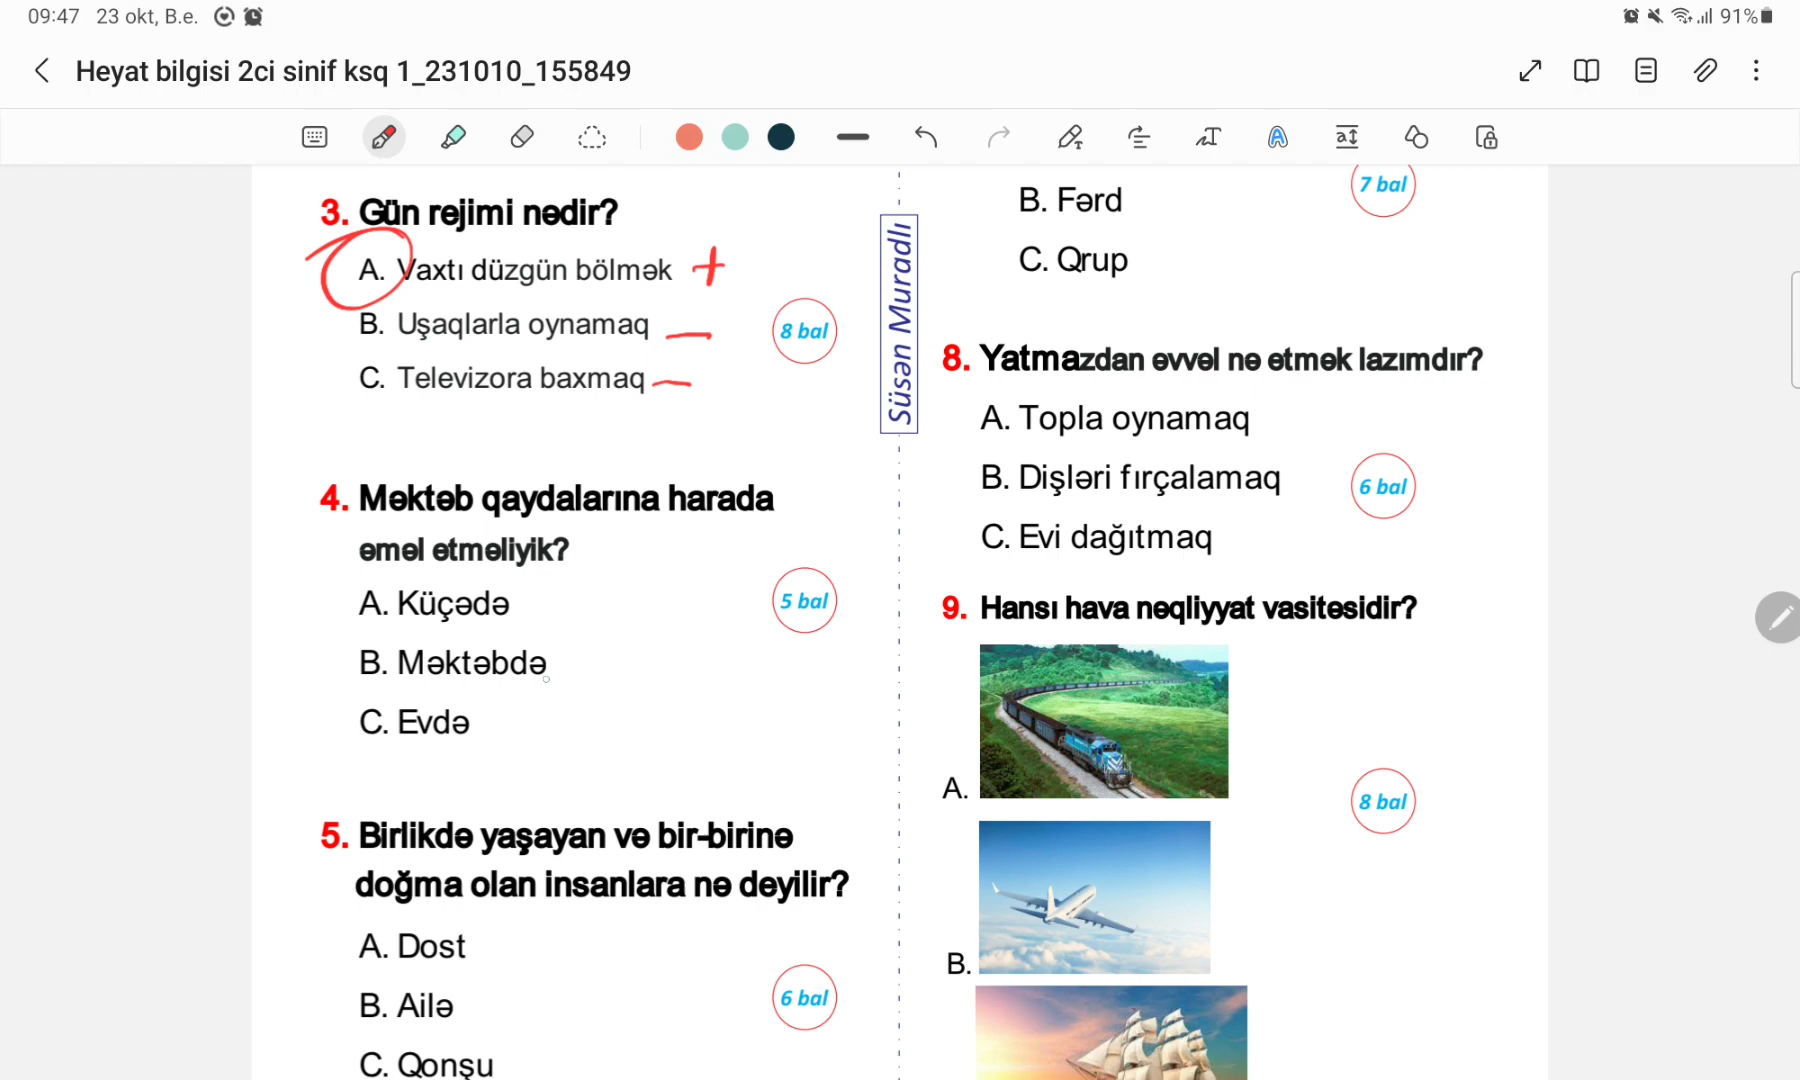 09:47 23 okt, B.e.
91%
Heyat bilgisi 2ci sinif ksq 1_231010_155849
3. Gün rejimi nədir?
A. Vaxtı düzgün bölmək +
B. Uşaqlarla oynamaq —
8 bal
C. Televizora baxmaq —
4. Məktəb qaydalarına harada
əməl etməliyik?
A. Küçədə
5 bal
B. Məktəbdə
C. Evdə
5. Birlikdə yaşayan və bir-birinə
doğma olan insanlara nə deyilir?
A. Dost
B. Ailə
6 bal
C. Qonşu
Süsən Muradlı
7 bal
B. Fərd
C. Qrup
8. Yatmazdan əvvəl nə etmək lazımdır?
A. Topla oynamaq
B. Dişləri fırçalamaq
6 bal
C. Evi dağıtmaq
9. Hansı hava nəqliyyat vasitəsidir?
A.
8 bal
B.